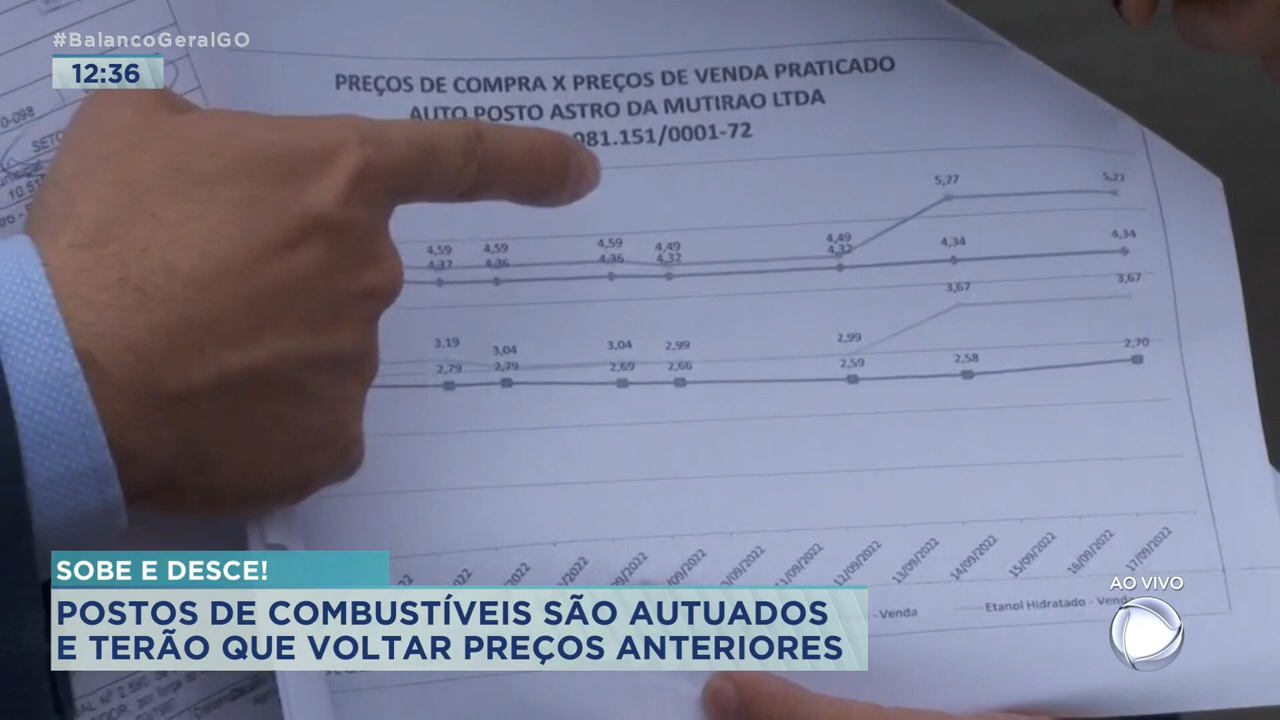 #BalancoGeralGO
12:36
0-098
SETO
PREÇOS DE COMPRA X PREÇOS DE VENDA PRATICADO
AUTO POSTO ASTRO DA MUTIRAO LTDA
081.151/0001-72
5,27 5,27
4,59 4,59 4,59 4,49 4,49 4,34 4,34
4,37 4,36 4,36 4,32 4,32
3,67 3,67
3,19 3,04 3,04 2,99 2,99
2,79 2,79 2,69 2,66 2,59 2,58 2,70
12/09/2022 13/09/2022 14/09/2022 15/09/2022 16/09/2022 17/09/2022
- Venda Etanol Hidratado - Venda
AO VIVO
SOBE E DESCE!
POSTOS DE COMBUSTÍVEIS SÃO AUTUADOS
E TERÃO QUE VOLTAR PREÇOS ANTERIORES